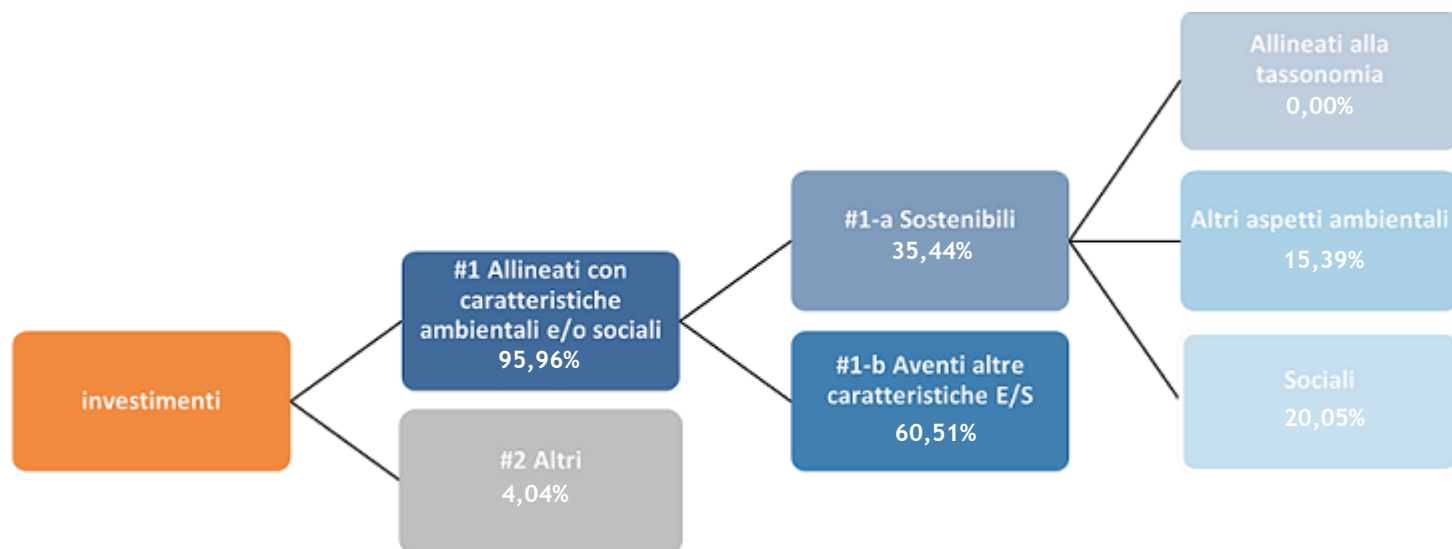 investimenti
#1 Allineati con
caratteristiche
ambientali e/o sociali
95,96%
#2 Altri
4,04%
#1-a Sostenibili
35,44%
#1-b Aventi altre
caratteristiche E/S
60,51%
Allineati alla
tassonomia
0,00%
Altri aspetti ambientali
15,39%
Sociali
20,05%